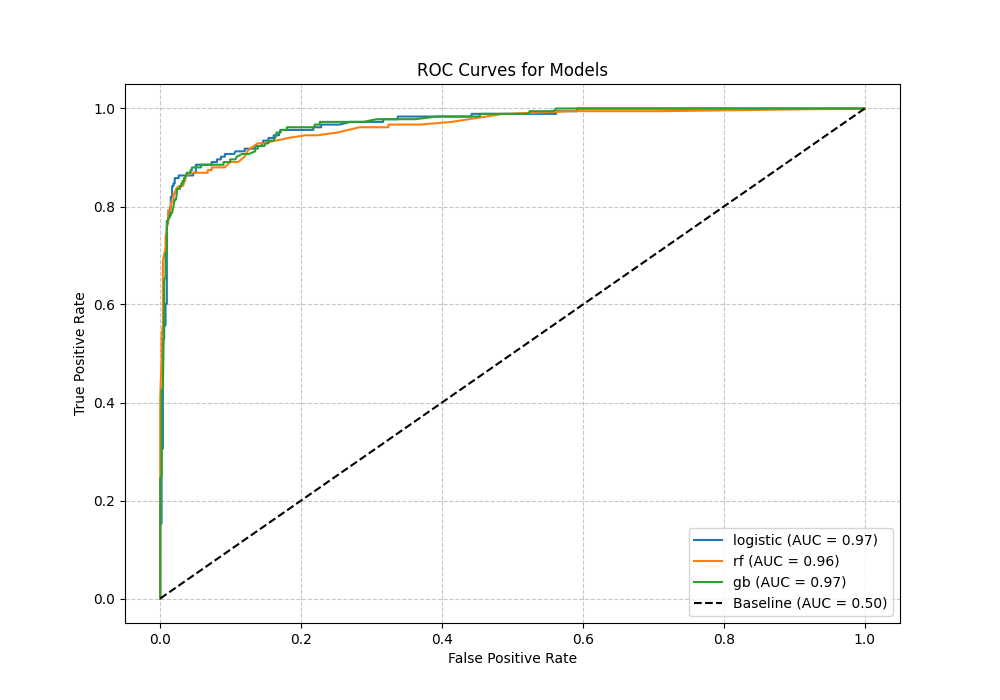 ROC Curves for Models
True Positive Rate
1.0
0.8
0.6
0.4
0.2
0.0
logistic (AUC = 0.97)
rf (AUC = 0.96)
gb (AUC = 0.97)
Baseline (AUC = 0.50)
0.0 0.2 0.4 0.6 0.8 1.0
False Positive Rate